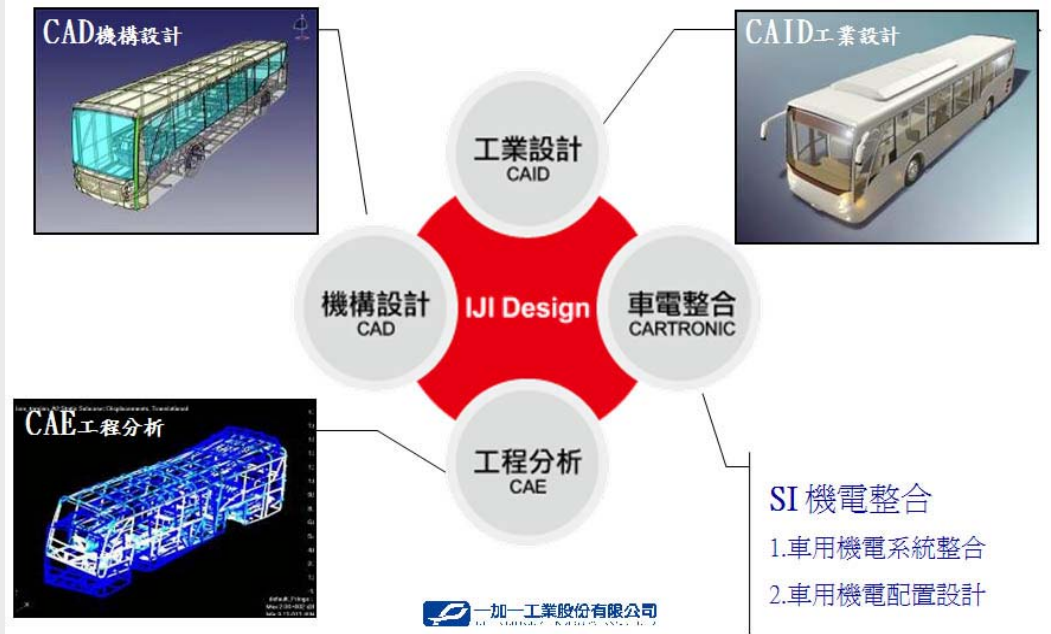 CAD機構設計
CAID工業設計
工業設計
CAID
機構設計
CAD
IJI Design
車電整合
CARTRONIC
CAE工程分析
工程分析
CAE
SI 機電整合
1.車用機電系統整合
2.車用機電配置設計
一加一工業股份有限公司